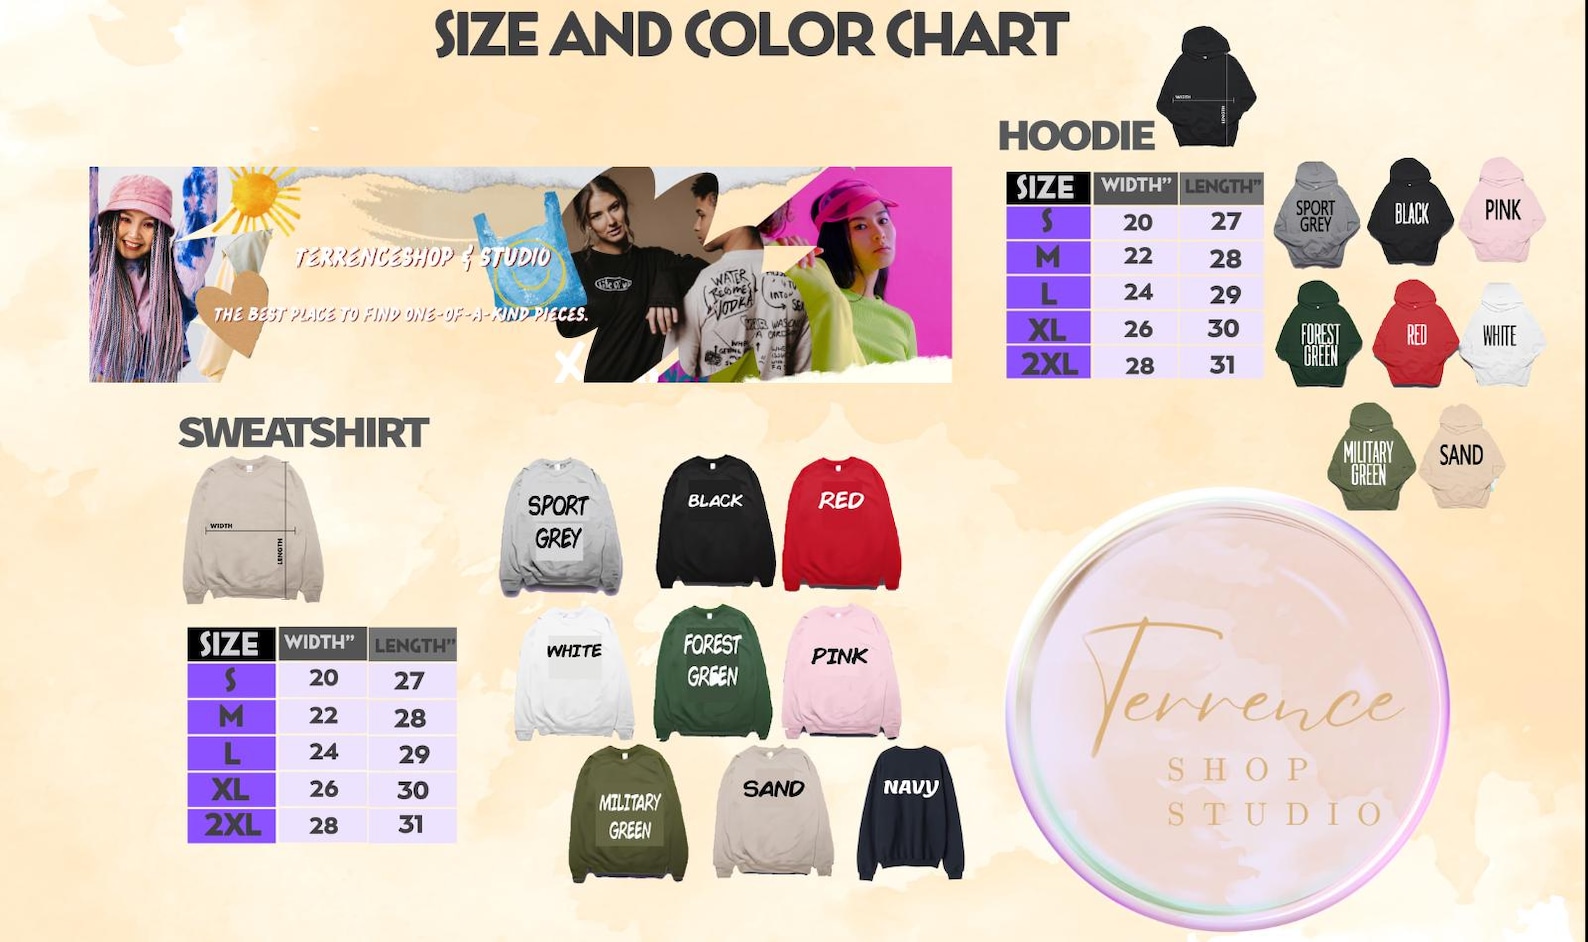 SIZE AND COLOR CHART
WIDTH
LENGTH
HOODIE
SIZE WIDTH" LENGTH"
S 20 27
M 22 28
L 24 29
XL 26 30
2XL 28 31
SPORT
GREY
BLACK
PINK
FOREST
GREEN
RED
WHITE
MILITARY
GREEN
SAND
TERRENCESHOP & STUDIO
THE BEST PLACE TO FIND ONE-OF-A-KIND PIECES.
WATER
BECOMES
VODKA
SWEATSHIRT
WIDTH
LENGTH
SIZE WIDTH" LENGTH"
S 20 27
M 22 28
L 24 29
XL 26 30
2XL 28 31
SPORT
GREY
BLACK
RED
WHITE
FOREST
GREEN
PINK
MILITARY
GREEN
SAND
NAVY
Terrence
SHOP
STUDIO